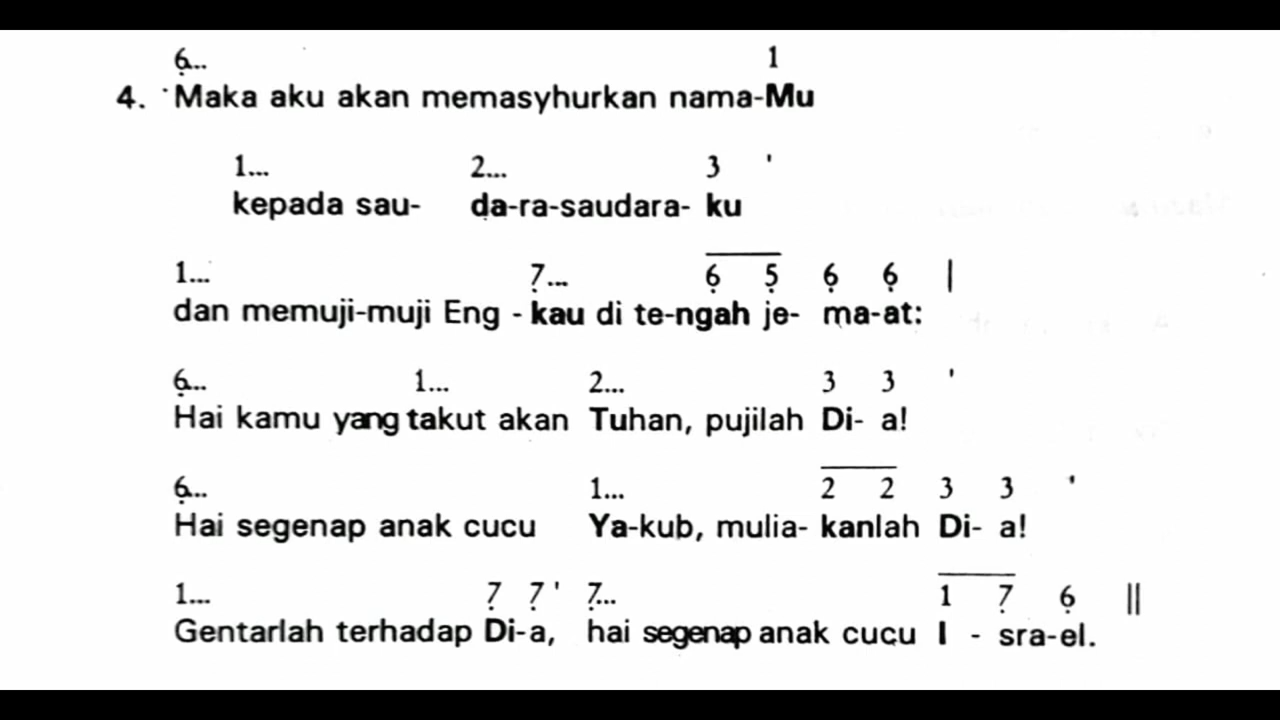 6̣... 1
4. Maka aku akan memasyhurkan nama-Mu
1... 2... 3 '
kepada sau- da-ra-saudara- ku
1... 7̣... 6̣ 5̣ 6̣ 6̣ |
dan memuji-muji Eng - kau di te-ngah je- ma-at:
6̣... 1... 2... 3 3 '
Hai kamu yang takut akan Tuhan, pujilah Di- a!
6̣... 1... 2 2 3 3 '
Hai segenap anak cucu Ya-kub, mulia- kanlah Di- a!
1... 7̣ 7̣ ' 7̣... 1 7̣ 6̣ ||
Gentarlah terhadap Di-a, hai segenap anak cucu I - sra-el.